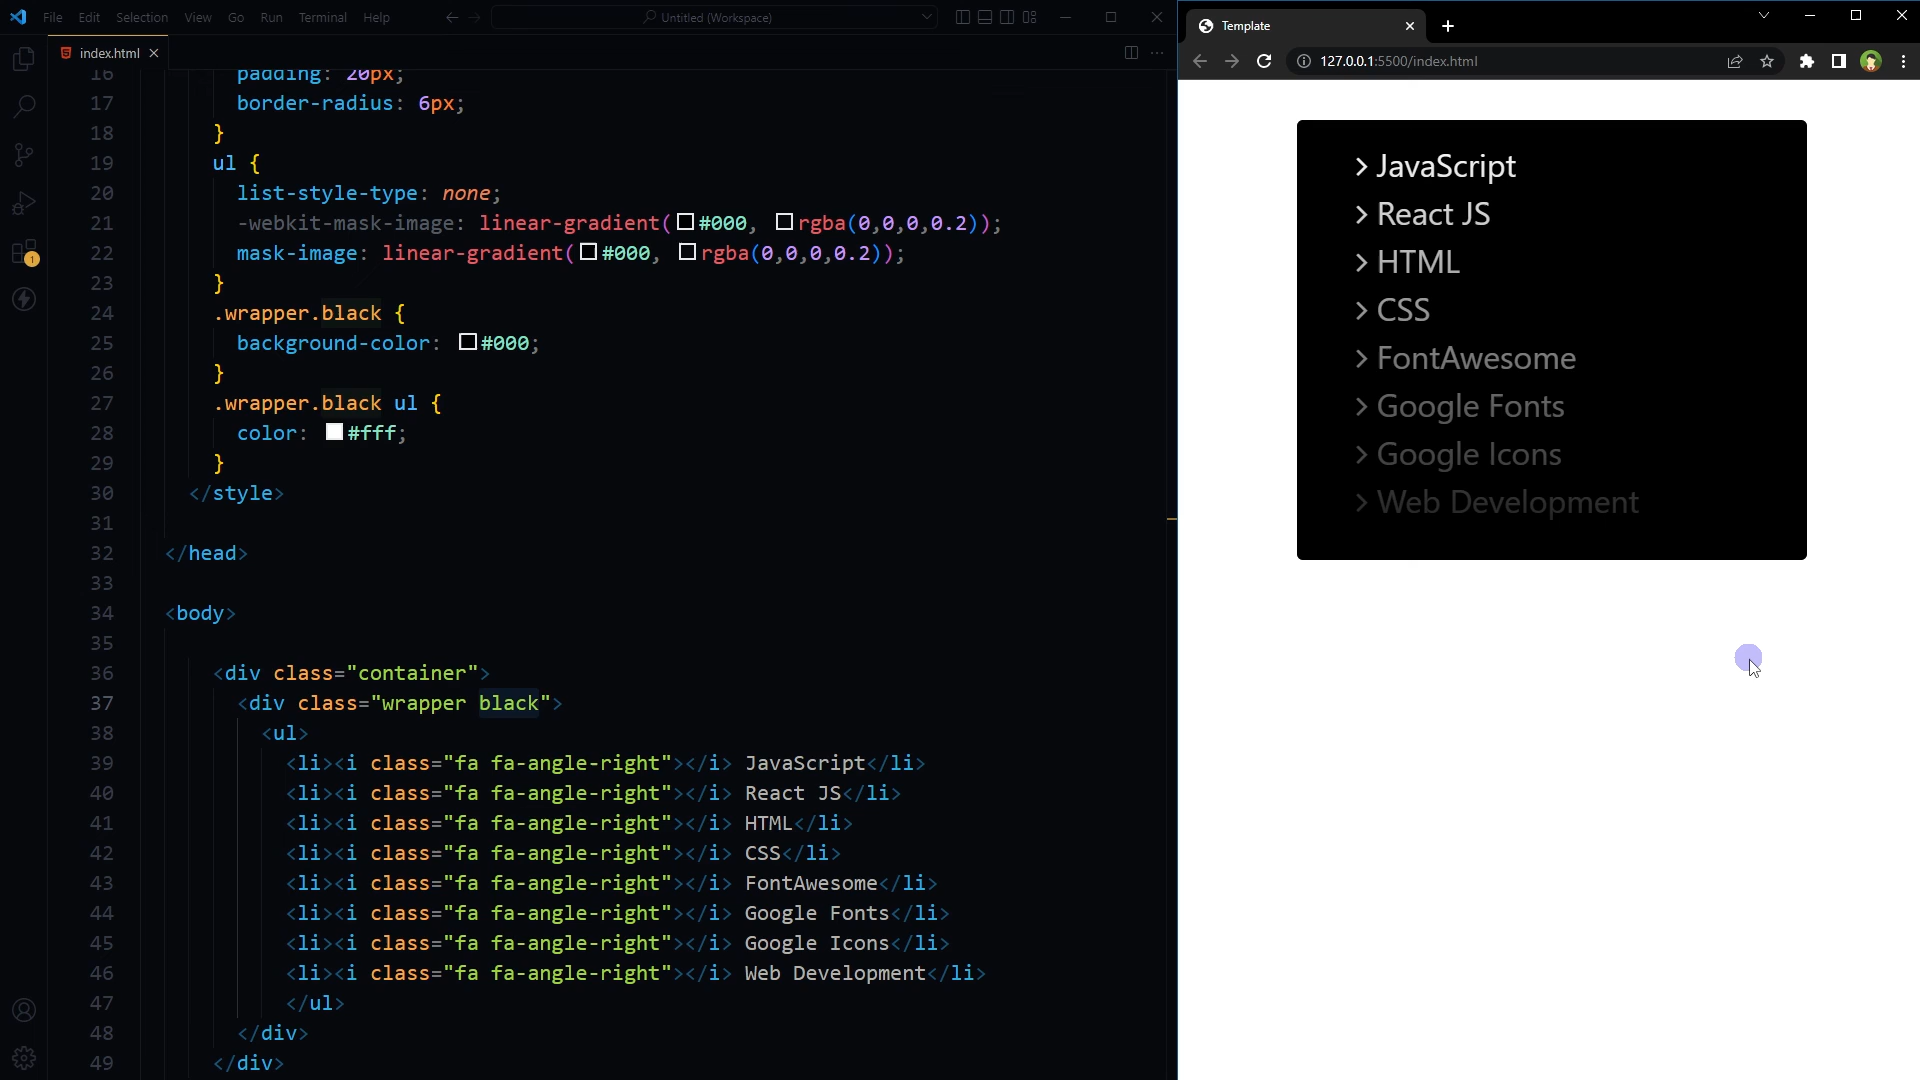 File Edit Selection View Go Run Terminal Help
Untitled (Workspace)
index.html
16 padding: 20px;
17 border-radius: 6px;
18 }
19 ul {
20 list-style-type: none;
21 -webkit-mask-image: linear-gradient(#000, rgba(0,0,0,0.2));
22 mask-image: linear-gradient(#000, rgba(0,0,0,0.2));
23 }
24 .wrapper.black {
25 background-color: #000;
26 }
27 .wrapper.black ul {
28 color: #fff;
29 }
30 </style>
31
32 </head>
33
34 <body>
35
36 <div class="container">
37 <div class="wrapper black">
38 <ul>
39 <li><i class="fa fa-angle-right"></i> JavaScript</li>
40 <li><i class="fa fa-angle-right"></i> React JS</li>
41 <li><i class="fa fa-angle-right"></i> HTML</li>
42 <li><i class="fa fa-angle-right"></i> CSS</li>
43 <li><i class="fa fa-angle-right"></i> FontAwesome</li>
44 <li><i class="fa fa-angle-right"></i> Google Fonts</li>
45 <li><i class="fa fa-angle-right"></i> Google Icons</li>
46 <li><i class="fa fa-angle-right"></i> Web Development</li>
47 </ul>
48 </div>
49 </div>
1
Template
127.0.0.1:5500/index.html
JavaScript
React JS
HTML
CSS
FontAwesome
Google Fonts
Google Icons
Web Development